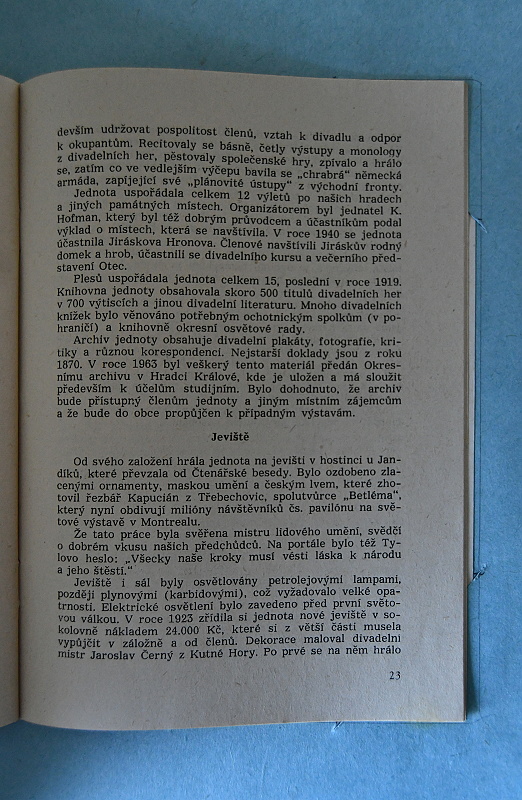 devším udržovat pospolitost členů, vztah k divadlu a odpor
k okupantům. Recitovaly se básně, četly výstupy a monology
z divadelních her, pěstovaly společenské hry, zpívalo a hrálo
se, zatím co ve vedlejším výčepu bavila se „chrabrá" německá
armáda, zapíjející své „plánovité ústupy" z východní fronty.
Jednota uspořádala celkem 12 výletů po našich hradech
a jiných památných místech. Organizátorem byl jednatel K.
Hofman, který byl též dobrým průvodcem a účastníkům podal
výklad o místech, která se navštívila. V roce 1940 se jednota
účastnila Jiráskova Hronova. Členové navštívili Jiráskův rodný
domek a hrob, účastnili se divadelního kursu a večerního před-
stavení Otec.
Plesů uspořádala jednota celkem 15, poslední v roce 1919.
Knihovna jednoty obsahovala skoro 500 titulů divadelních her
v 700 výtiscích a jinou divadelní literaturu. Mnoho divadelních
knížek bylo věnováno potřebným ochotnickým spolkům (v po-
hraničí) a knihovně okresní osvětové rady.
Archiv jednoty obsahuje divadelní plakáty, fotografie, kri-
tiky a různou korespondenci. Nejstarší doklady jsou z roku
1870. V roce 1963 byl veškerý tento materiál předán Okres-
nímu archivu v Hradci Králové, kde je uložen a má sloužit
především k účelům studijním. Bylo dohodnuto, že archiv
bude přístupný členům jednoty a jiným místním zájemcům
a že bude do obce propůjčen k případným výstavám.
Jeviště
Od svého založení hrála jednota na jevišti v hostinci u Jan-
díků, které převzala od Čtenářské besedy. Bylo ozdobeno zla-
cenými ornamenty, maskou umění a českým lvem, které zho-
tovil řezbář Kapucián z Třebechovic, spolutvůrce „Betléma",
který nyní obdivují milióny návštěvníků čs. pavilónu na svě-
tové výstavě v Montrealu.
Že tato práce byla svěřena mistru lidového umění, svědčí
o dobrém vkusu našich předchůdců. Na portále bylo též Ty-
lovo heslo: „Všecky naše kroky musí vésti láska k národu
a jeho štěstí."
Jeviště i sál byly osvětlovány petrolejovými lampami,
později plynovými (karbidovými), což vyžadovalo velké opa-
trnosti. Elektrické osvětlení bylo zavedeno před první světo-
vou válkou. V roce 1923 zřídila si jednota nové jeviště v so-
kolovně nákladem 24.000 Kč, které si z větší části musela
vypůjčit v záložně a od členů. Dekorace maloval divadelní
mistr Jaroslav Černý z Kutné Hory. Po prvé se na něm hrálo
23